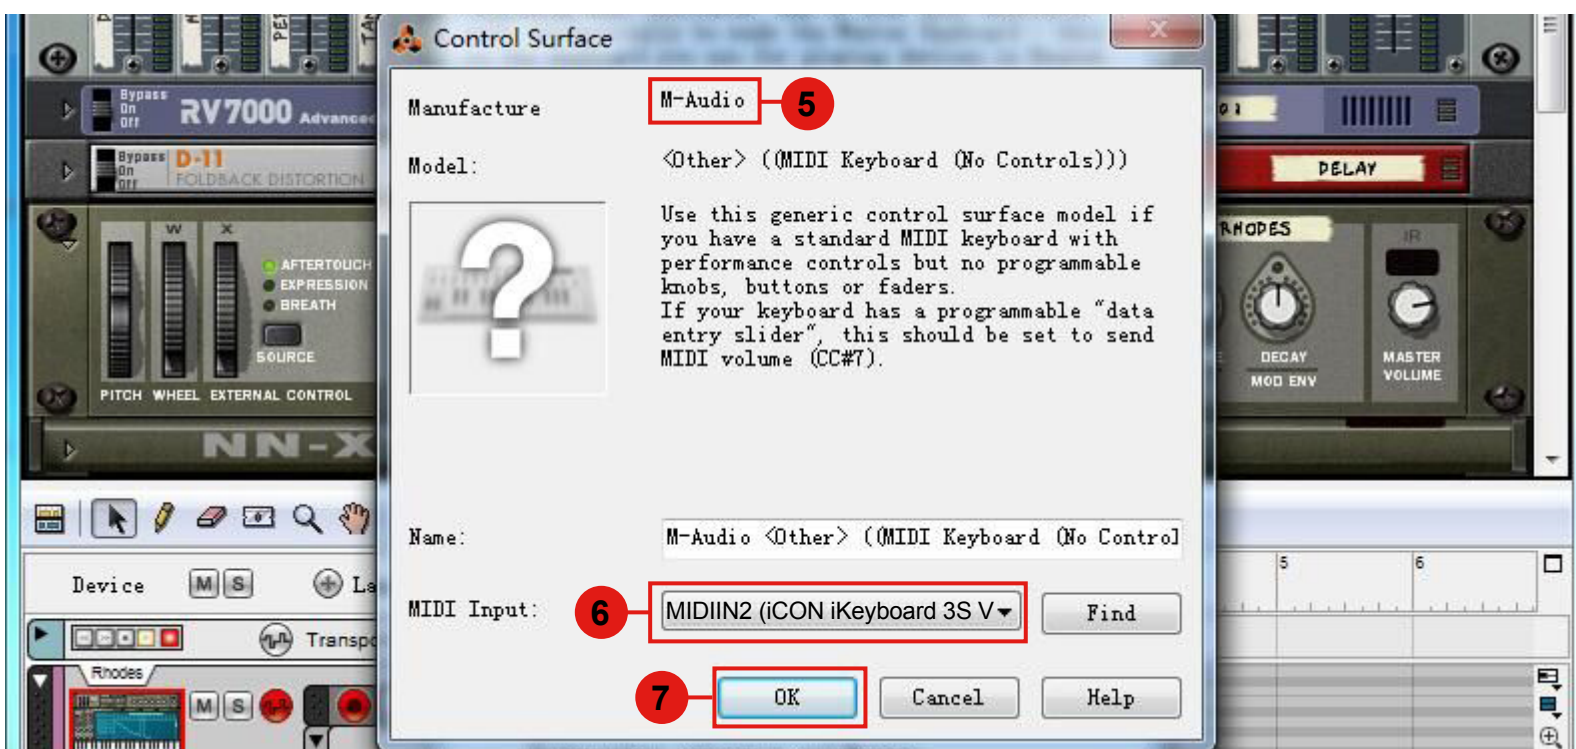 Control Surface
Bypass
On
Off
RV7000 Advanced
Manufacture
M-Audio
5
Bypass
On
Off
D-11
FOLDBACK DISTORTION
Model:
<Other> ((MIDI Keyboard (No Controls)))
DELAY
Use this generic control surface model if
you have a standard MIDI keyboard with
performance controls but no programmable
knobs, buttons or faders.
If your keyboard has a programmable "data
entry slider", this should be set to send
MIDI volume (CC#7).
W
X
AFTERTOUCH
EXPRESSION
BREATH
SOURCE
PITCH WHEEL EXTERNAL CONTROL
RHODES
DECAY
MOD ENV
MASTER
VOLUME
NN-X
Name:
M-Audio <Other> ((MIDI Keyboard (No Control
Device
M S
La
5
6
MIDI Input:
6
MIDIIN2 (iCON iKeyboard 3S V
Find
Transpo
Rhodes
M S
7
OK
Cancel
Help